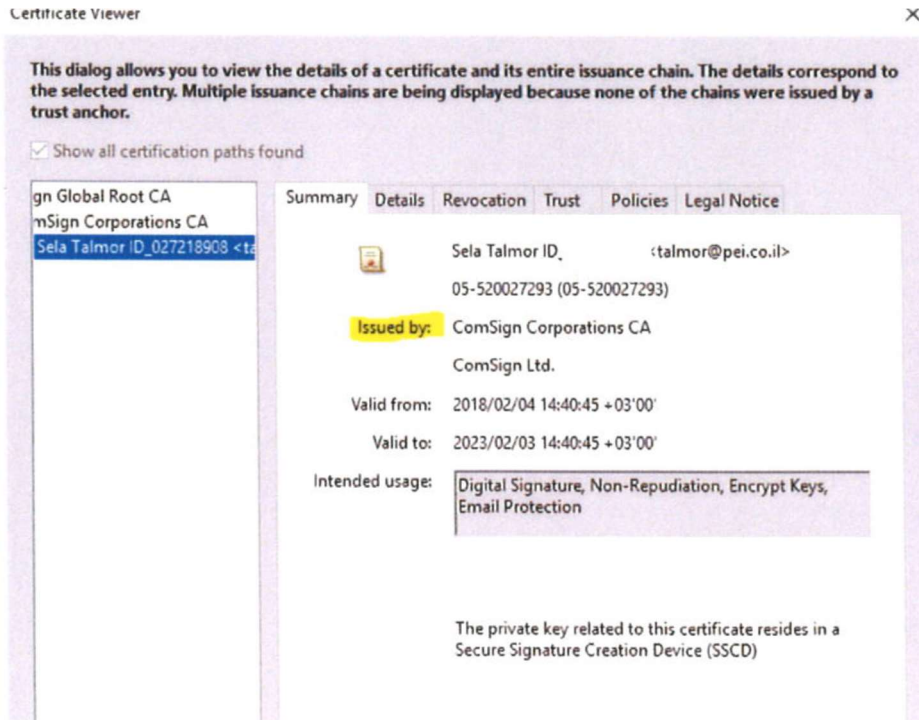 Certificate Viewer
This dialog allows you to view the details of a certificate and its entire issuance chain. The details correspond to
the selected entry. Multiple issuance chains are being displayed because none of the chains were issued by a
trust anchor.
Show all certification paths found
gn Global Root CA
mSign Corporations CA
Sela Talmor ID_027218908 <ta
Summary Details Revocation Trust Policies Legal Notice
Sela Talmor ID_ <talmor@pei.co.il>
05-520027293 (05-520027293)
Issued by: ComSign Corporations CA
ComSign Ltd.
Valid from: 2018/02/04 14:40:45 +03'00'
Valid to: 2023/02/03 14:40:45 +03'00'
Intended usage: Digital Signature, Non-Repudiation, Encrypt Keys,
Email Protection
The private key related to this certificate resides in a
Secure Signature Creation Device (SSCD)